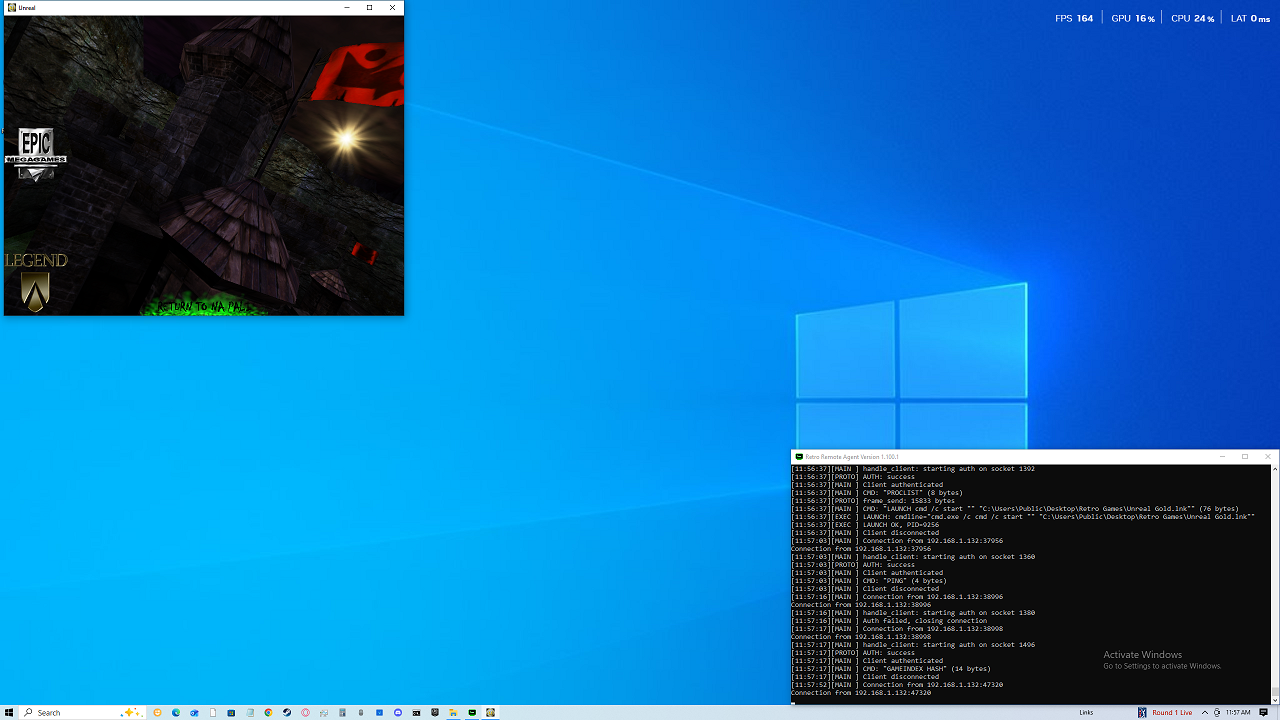 Unreal
FPS 164 GPU 16 % CPU 24 % LAT 0 ms
EPIC
MEGAGAMES
LEGEND
RETURN TO NA PALI
Retro Remote Agent Version 1.100.1
[11:56:37][MAIN ] handle_client: starting auth on socket 1392
[11:56:37][PROTO] AUTH: success
[11:56:37][MAIN ] Client authenticated
[11:56:37][MAIN ] CMD: "PROCLIST" (8 bytes)
[11:56:37][PROTO] frame_send: 15833 bytes
[11:56:37][MAIN ] CMD: "LAUNCH cmd /c start "" "C:\Users\Public\Desktop\Retro Games\Unreal Gold.lnk"" (76 bytes)
[11:56:37][EXEC ] LAUNCH: cmdline="cmd.exe /c cmd /c start "" "C:\Users\Public\Desktop\Retro Games\Unreal Gold.lnk""
[11:56:37][EXEC ] LAUNCH OK, PID=9256
[11:56:37][MAIN ] Client disconnected
[11:57:03][MAIN ] Connection from 192.168.1.132:37956
Connection from 192.168.1.132:37956
[11:57:03][MAIN ] handle_client: starting auth on socket 1360
[11:57:03][PROTO] AUTH: success
[11:57:03][MAIN ] Client authenticated
[11:57:03][MAIN ] CMD: "PING" (4 bytes)
[11:57:03][MAIN ] Client disconnected
[11:57:16][MAIN ] Connection from 192.168.1.132:38996
Connection from 192.168.1.132:38996
[11:57:16][MAIN ] handle_client: starting auth on socket 1380
[11:57:16][MAIN ] Auth failed, closing connection
[11:57:17][MAIN ] Connection from 192.168.1.132:38998
Connection from 192.168.1.132:38998
[11:57:17][MAIN ] handle_client: starting auth on socket 1496
[11:57:17][PROTO] AUTH: success
[11:57:17][MAIN ] Client authenticated
[11:57:17][MAIN ] CMD: "GAMEINDEX HASH" (14 bytes)
[11:57:17][MAIN ] Client disconnected
[11:57:52][MAIN ] Connection from 192.168.1.132:47320
Connection from 192.168.1.132:47320
Activate Windows
Go to Settings to activate Windows.
Search
Links
Round 1 Live
11:57 AM